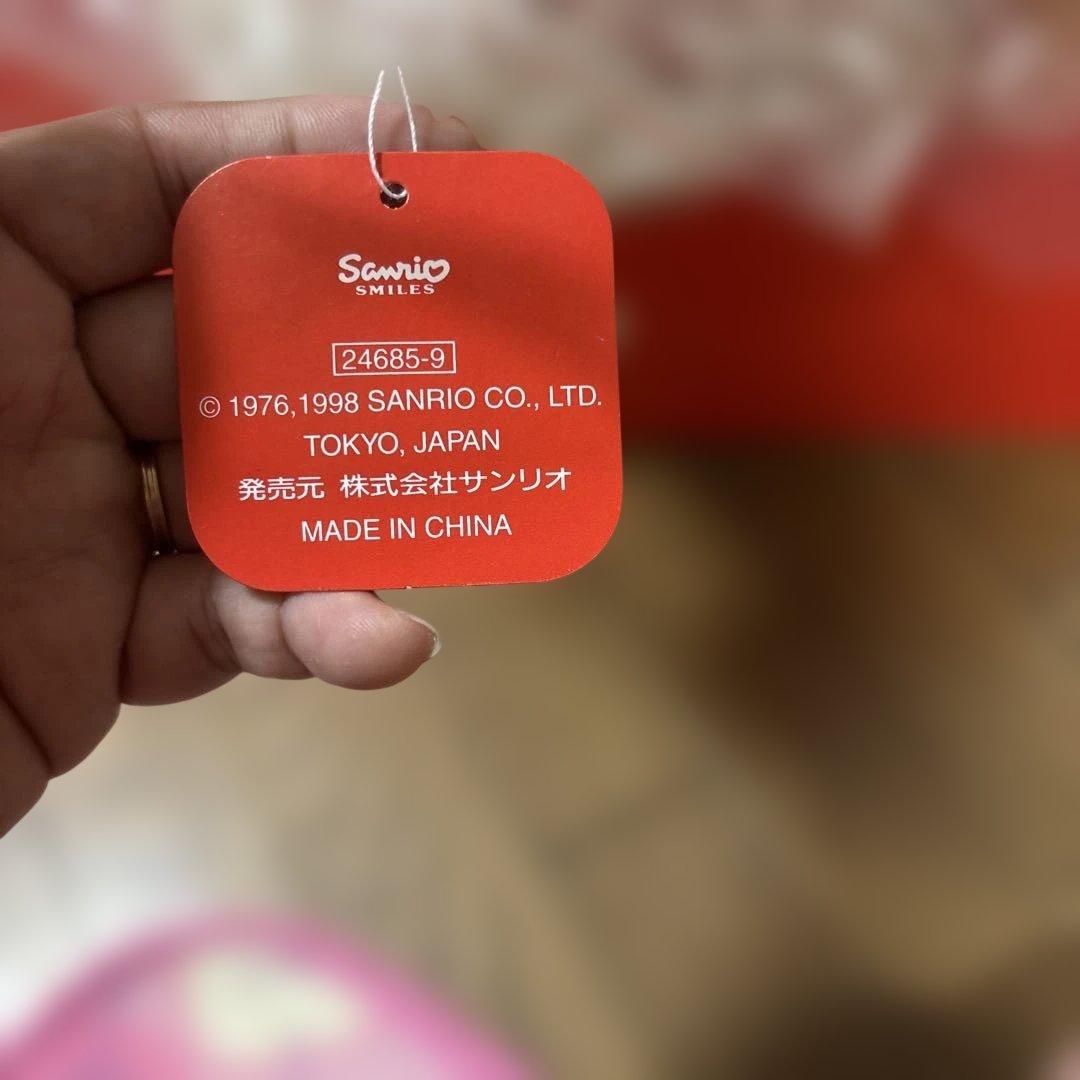 Sanrio
SMILES
24685-9
© 1976,1998 SANRIO CO., LTD.
TOKYO, JAPAN
発売元 株式会社サンリオ
MADE IN CHINA